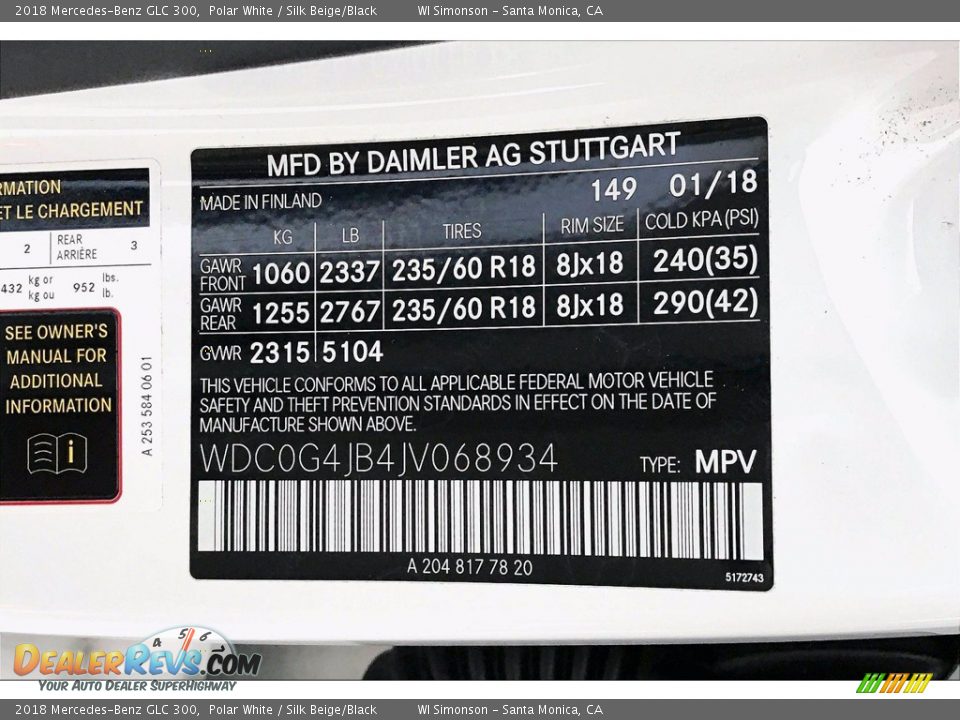 2018 Mercedes-Benz GLC 300, Polar White / Silk Beige/Black WI Simonson - Santa Monica, CA
MFD BY DAIMLER AG STUTTGART
MADE IN FINLAND 149 01/18
KG LB TIRES RIM SIZE COLD KPA (PSI)
GAWR FRONT 1060 2337 235/60 R18 8Jx18 240(35)
GAWR REAR 1255 2767 235/60 R18 8Jx18 290(42)
GVWR 2315 5104
THIS VEHICLE CONFORMS TO ALL APPLICABLE FEDERAL MOTOR VEHICLE
SAFETY AND THEFT PREVENTION STANDARDS IN EFFECT ON THE DATE OF
MANUFACTURE SHOWN ABOVE.
WDC0G4JB4JV068934 TYPE: MPV
A 204 817 78 20
5172743
RMATION
ET LE CHARGEMENT
2 REAR ARRIÈRE 3
432 kg or kg ou 952 lbs. lb.
SEE OWNER'S
MANUAL FOR
ADDITIONAL
INFORMATION
i
A 253 584 06 01
4 5 6
DEALERREVS.COM
YOUR AUTO DEALER SUPERHIGHWAY
2018 Mercedes-Benz GLC 300, Polar White / Silk Beige/Black WI Simonson - Santa Monica, CA